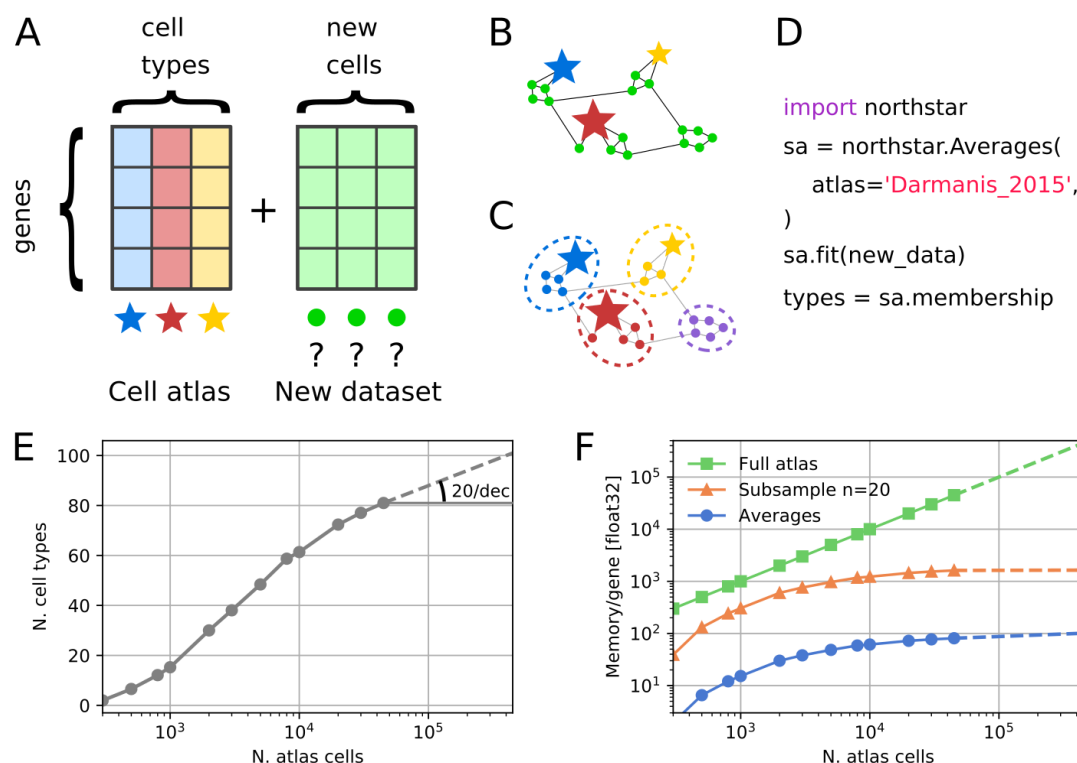 A
cell
types
new
cells
genes
+
? ? ?
Cell atlas
New dataset
B
C
D
import northstar
sa = northstar.Averages(
atlas='Darmanis_2015',
)
sa.fit(new_data)
types = sa.membership
E
100
80
60
40
20
0
N. cell types
20/dec
10³
10⁴
10⁵
N. atlas cells
F
Full atlas
Subsample n=20
Averages
10⁵
10⁴
10³
10²
10¹
Memory/gene [float32]
10³
10⁴
10⁵
N. atlas cells